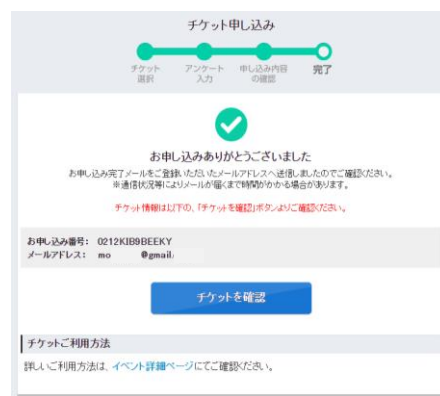 チケット申し込み
チケット
選択
アンケート
入力
申し込み内容
の確認
完了
お申し込みありがとうございました
お申し込み完了メールをご登録いただいたメールアドレスへ送信しましたのでご確認ください。
※通信状況等によりメールが届くまで時間がかかる場合があります。
チケット情報は以下の、「チケットを確認」ボタンよりご確認ください。
お申し込み番号: 0212KIB9BEEKY
メールアドレス: mo @gmail.
チケットを確認
チケットご利用方法
詳しいご利用方法は、イベント詳細ページにてご確認ください。